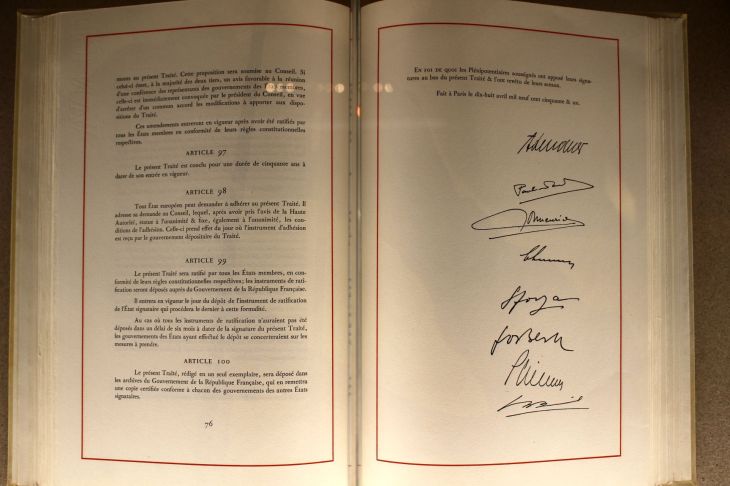 ments au présent Traité. Cette proposition sera soumise au Conseil. Si
celui-ci émet, à la majorité des deux tiers, un avis favorable à la réunion
d'une conférence des représentants des gouvernements des États membres,
celle-ci est immédiatement convoquée par le président du Conseil, en vue
d'arrêter d'un commun accord les modifications à apporter aux dispo-
sitions du Traité.
Ces amendements entreront en vigueur après avoir été ratifiés par
tous les États membres en conformité de leurs règles constitutionnelles
respectives.
ARTICLE 97
Le présent Traité est conclu pour une durée de cinquante ans à
dater de son entrée en vigueur.
ARTICLE 98
Tout État européen peut demander à adhérer au présent Traité. Il
adresse sa demande au Conseil, lequel, après avoir pris l'avis de la Haute
Autorité, statue à l'unanimité & fixe, également à l'unanimité, les con-
ditions de l'adhésion. Celle-ci prend effet du jour où l'instrument d'adhésion
est reçu par le gouvernement dépositaire du Traité.
ARTICLE 99
Le présent Traité sera ratifié par tous les États membres, en con-
formité de leurs règles constitutionnelles respectives; les instruments de rati-
fication seront déposés auprès du Gouvernement de la République Française.
Il entrera en vigueur le jour du dépôt de l'instrument de ratification
de l'État signataire qui procédera le dernier à cette formalité.
Au cas où tous les instruments de ratification n'auraient pas été
déposés dans un délai de six mois à dater de la signature du présent Traité,
les gouvernements des États ayant effectué le dépôt se concerteraient sur les
mesures à prendre.
ARTICLE 100
Le présent Traité, rédigé en un seul exemplaire, sera déposé dans
les archives du Gouvernement de la République Française, qui en remettra
une copie certifiée conforme à chacun des gouvernements des autres États
signataires.
76
EN FOI DE QUOI les Plénipotentiaires soussignés ont apposé leurs signa-
tures au bas du présent Traité & l'ont revêtu de leurs sceaux.
Fait à Paris le dix-huit avril mil neuf cent cinquante & un.
Adenauer
Sforza